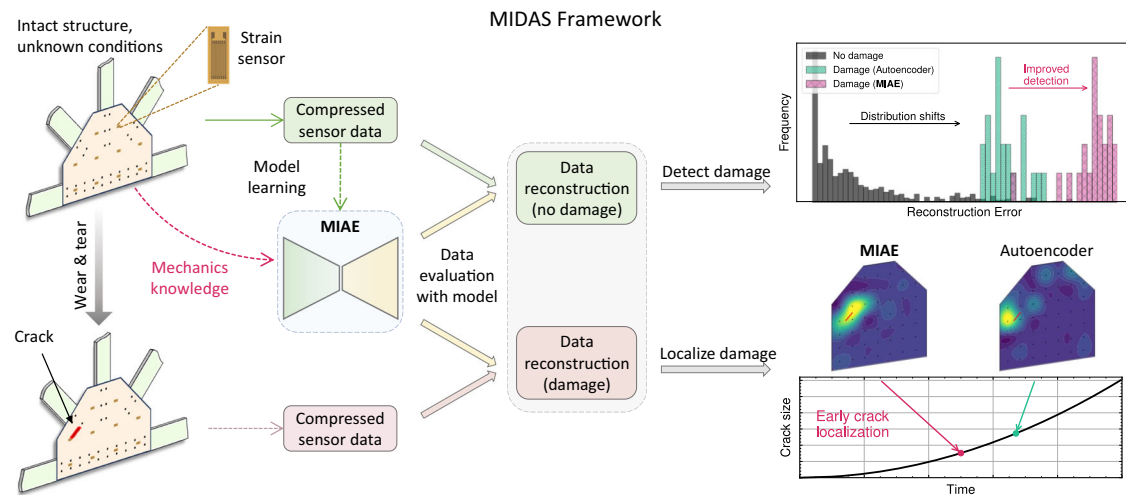 MIDAS Framework
Intact structure,
unknown conditions
Strain
sensor
Compressed
sensor data
Model
learning
MIAE
Mechanics
knowledge
Wear & tear
Crack
Compressed
sensor data
Data
evaluation
with model
Data
reconstruction
(no damage)
Data
reconstruction
(damage)
Detect damage
Localize damage
No damage
Damage (Autoencoder)
Damage (MIAE)
Improved
detection
Distribution shifts
Frequency
Reconstruction Error
MIAE
Autoencoder
Early crack
localization
Crack size
Time